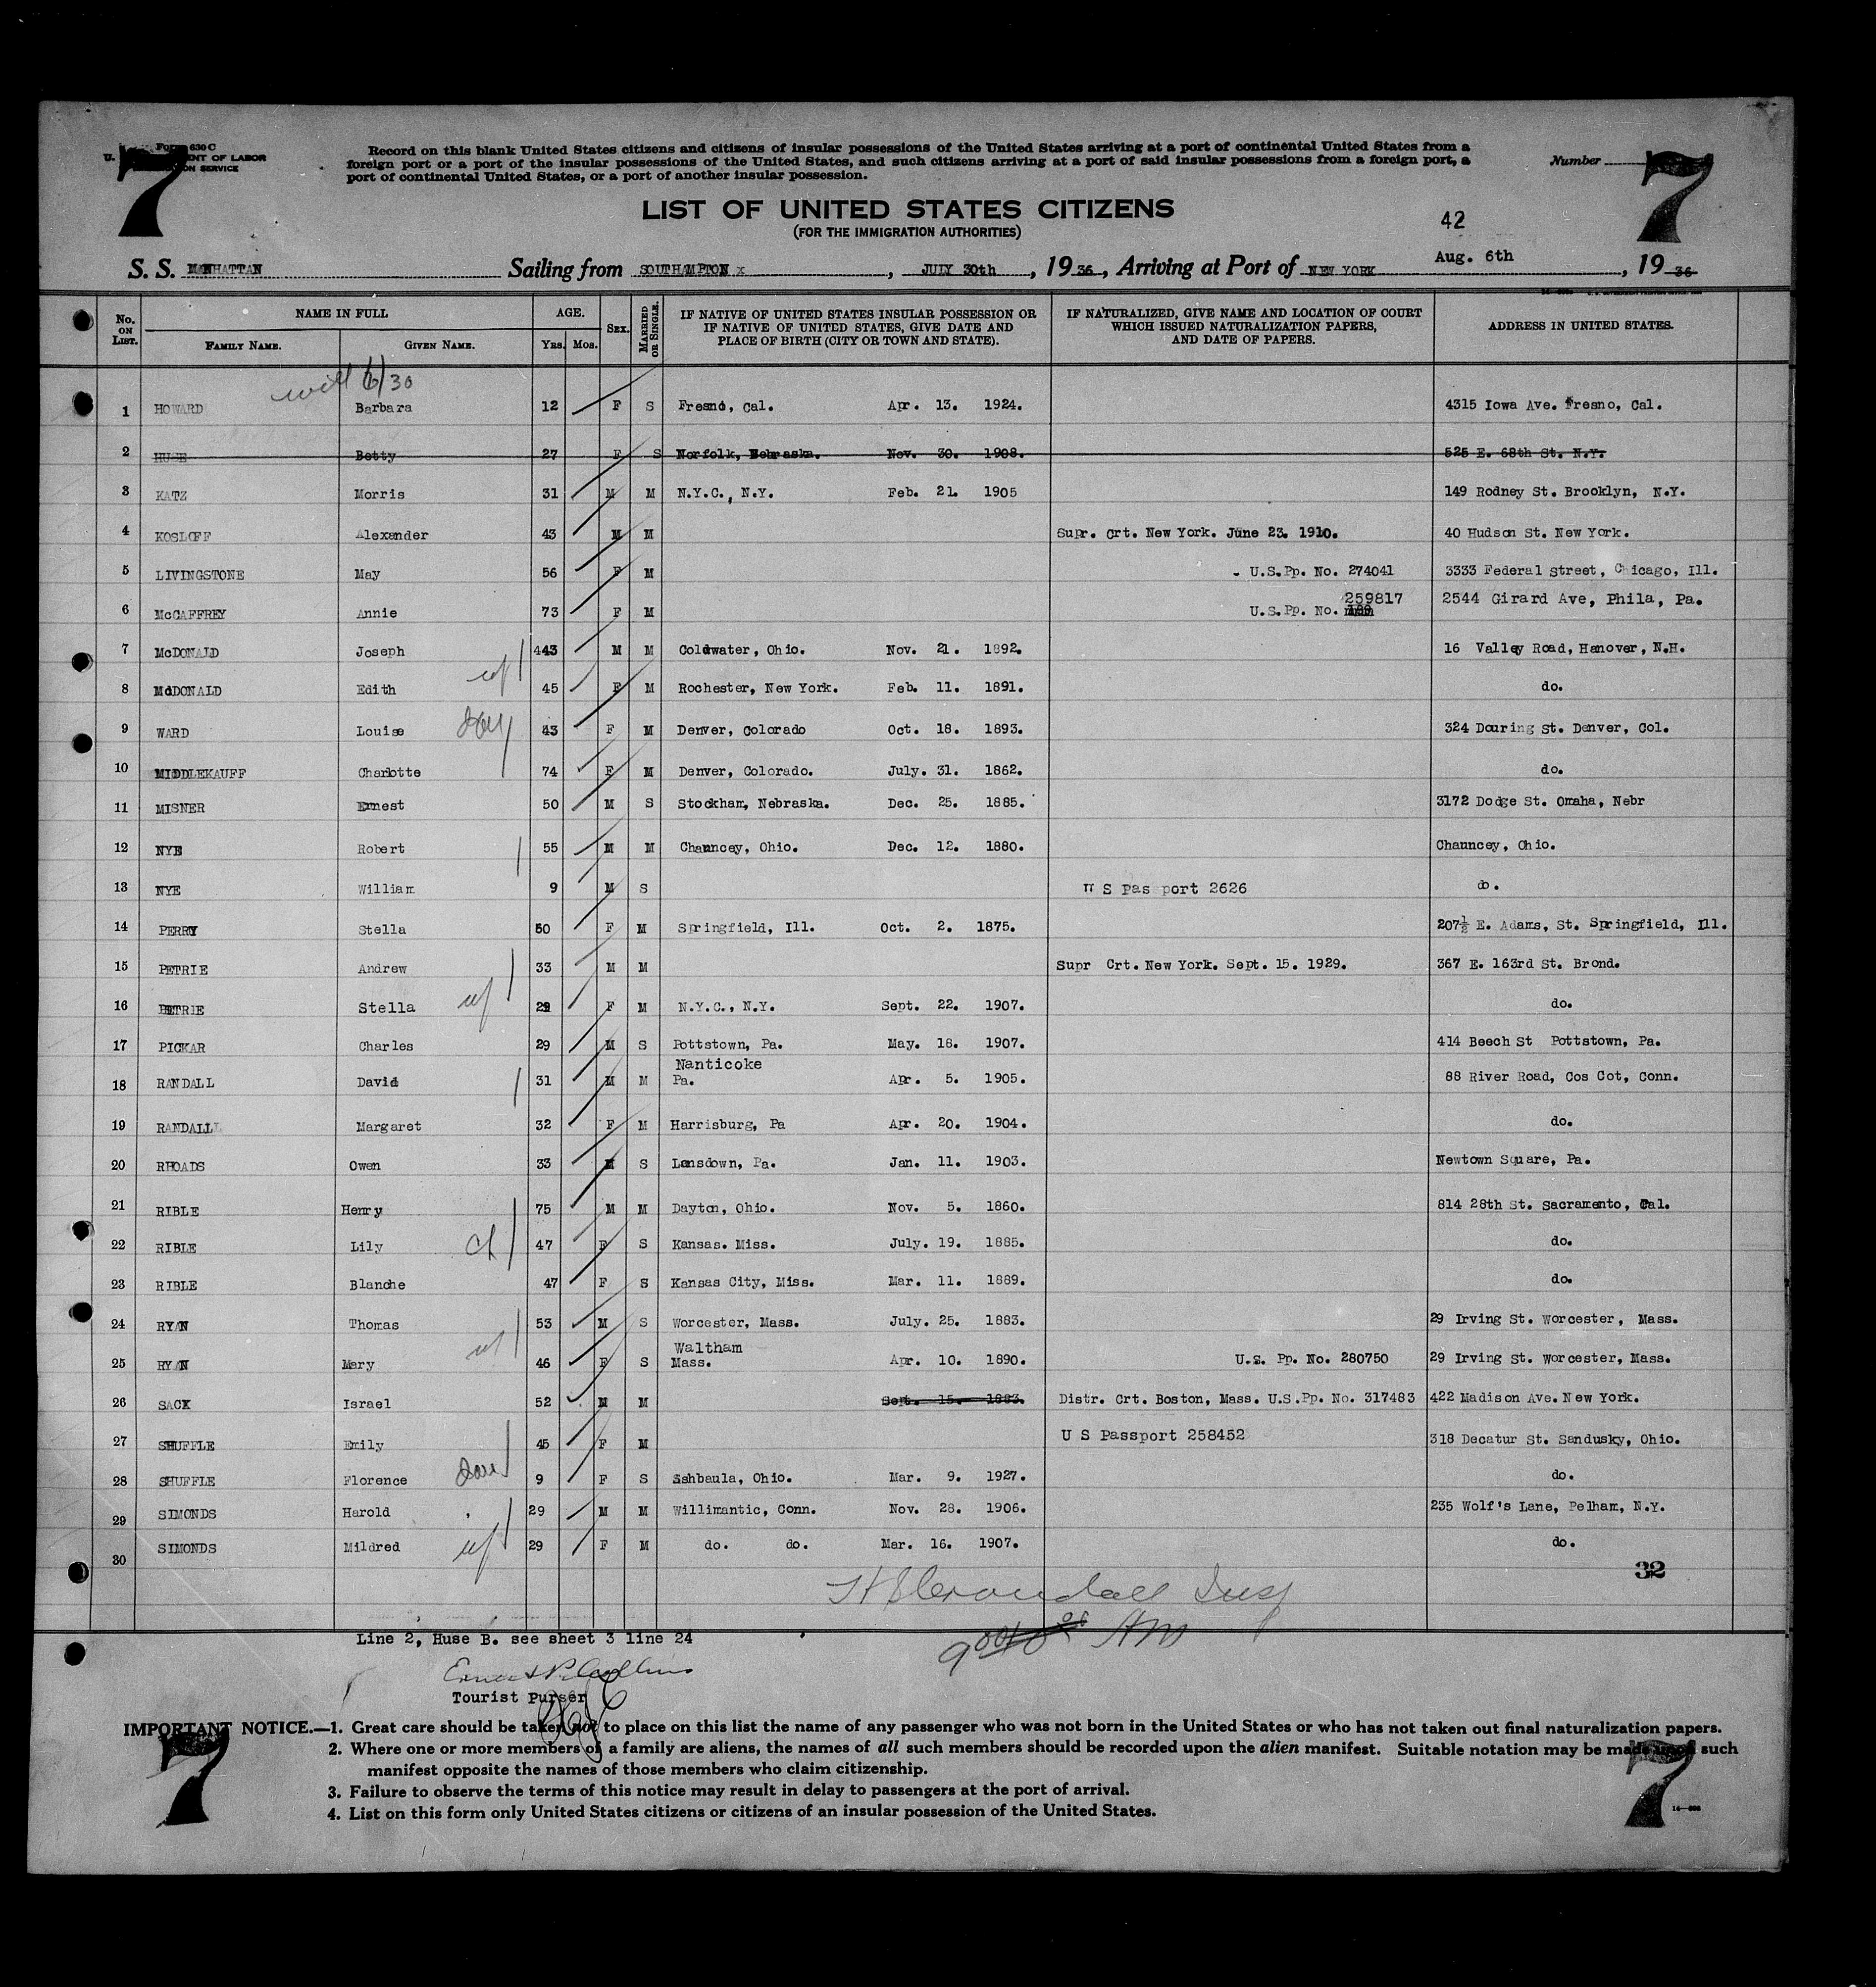 7
Form 630 C
U. S. DEPARTMENT OF LABOR
IMMIGRATION SERVICE
Record on this blank United States citizens and citizens of insular possessions of the United States arriving at a port of continental United States from a
foreign port or a port of the insular possessions of the United States, and such citizens arriving at a port of said insular possessions from a foreign port, a
port of continental United States, or a port of another insular possession.
Number
7
LIST OF UNITED STATES CITIZENS
(FOR THE IMMIGRATION AUTHORITIES)
42
S. S. MANHATTAN Sailing from SOUTHAMPTON x, JULY 30th, 1936, Arriving at Port of NEW YORK Aug. 6th, 1936
No. ON LIST. NAME IN FULL FAMILY NAME. GIVEN NAME. AGE. Yrs. Mos. SEX. MARRIED OR SINGLE. IF NATIVE OF UNITED STATES INSULAR POSSESSION OR IF NATIVE OF UNITED STATES, GIVE DATE AND PLACE OF BIRTH (CITY OR TOWN AND STATE). IF NATURALIZED, GIVE NAME AND LOCATION OF COURT WHICH ISSUED NATURALIZATION PAPERS, AND DATE OF PAPERS. ADDRESS IN UNITED STATES.
with 6/30
1 HOWARD Barbara 12 F S Fresno, Cal. Apr. 13. 1924. 4315 Iowa Ave. Fresno, Cal.
2 HUSE Betty 27 F S Norfolk, Nebraska. Nov. 30. 1908. 525 E. 68th St. N.Y.
3 KATZ Morris 31 M M N.Y.C., N.Y. Feb. 21. 1905 149 Rodney St. Brooklyn, N.Y.
4 KOSLOFF Alexander 43 M M Supr. Crt. New York. June 23. 1910. 40 Hudson St. New York.
5 LIVINGSTONE May 56 F M - U.S.Pp. No. 274041 3333 Federal Street, Chicago, Ill.
6 McCAFFREY Annie 73 F M U.S.Pp. No. 259817 2544 Girard Ave, Phila, Pa.
7 McDONALD Joseph 443 M M Coldwater, Ohio. Nov. 21. 1892. 16 Valley Road, Hanover, N.H.
8 McDONALD Edith wf 45 F M Rochester, New York. Feb. 11. 1891. do.
9 WARD Louise dau 43 F M Denver, Colorado Oct. 18. 1893. 324 Douring St. Denver, Col.
10 MIDDLEKAUFF Charlotte 74 F M Denver, Colorado. July. 31. 1862. do.
11 MISNER Ernest 50 M S Stockham, Nebraska. Dec. 25. 1885. 3172 Dodge St. Omaha, Nebr
12 NYE Robert 55 M M Chauncey, Ohio. Dec. 12. 1880. Chauncey, Ohio.
13 NYE William 9 M S U S Pas port 2626 do.
14 PERRY Stella 60 F M Springfield, Ill. Oct. 2. 1875. 207½ E. Adams, St. Springfield, Ill.
15 PETRIE Andrew 33 M M Supr Crt. New York. Sept. 15. 1929. 367 E. 163rd St. Brond.
16 PETRIE Stella wf 29 F M N.Y.C., N.Y. Sept. 22. 1907. do.
17 PICKAR Charles 29 M S Pottstown, Pa. May. 18. 1907. 414 Beech St Pottstown, Pa.
18 RANDALL David 31 M M Nanticoke Pa. Apr. 5. 1905. 88 River Road, Cos Cot, Conn.
19 RANDALL Margaret 32 F M Harrisburg, Pa Apr. 20. 1904. do.
20 RHOADS Owen 33 M S Lansdown, Pa. Jan. 11. 1903. Newtown Square, Pa.
21 RIBLE Henry 75 M M Dayton, Ohio. Nov. 5. 1860. 814 28th St. Sacramento, Cal.
22 RIBLE Lily 47 F S Kansas. Miss. July. 19. 1885. do.
23 RIBLE Blanche 47 F S Kansas City, Miss. Mar. 11. 1889. do.
24 RYAN Thomas 53 M S Worcester, Mass. July. 25. 1883. 29 Irving St. Worcester, Mass.
25 RYAN Mary wf 46 F S Waltham Mass. Apr. 10. 1890. U.S. Pp. No. 280750 29 Irving St. Worcester, Mass.
26 SACK Israel 52 M M Sept. 15. 1883. Distr. Crt. Boston, Mass. U.S.Pp. No. 317483 422 Madison Ave. New York.
27 SHUFFLE Emily 45 F M U S Passport 258452 318 Decatur St. Sandusky, Ohio.
28 SHUFFLE Florence dau 9 F S Sshbaula, Ohio. Mar. 9. 1927. do.
29 SIMONDS Harold 29 M M Willimantic, Conn. Nov. 28. 1906. 235 Wolf's Lane, Pelham, N.Y.
30 SIMONDS Mildred wf 29 F M do. do. Mar. 16. 1907. do.
32
Line 2, Huse B. see sheet 3 line 24
Tourist Purser
IMPORTANT NOTICE.—1. Great care should be taken not to place on this list the name of any passenger who was not born in the United States or who has not taken out final naturalization papers.
2. Where one or more members of a family are aliens, the names of all such members should be recorded upon the alien manifest. Suitable notation may be made upon such
manifest opposite the names of those members who claim citizenship.
3. Failure to observe the terms of this notice may result in delay to passengers at the port of arrival.
4. List on this form only United States citizens or citizens of an insular possession of the United States.
7
7